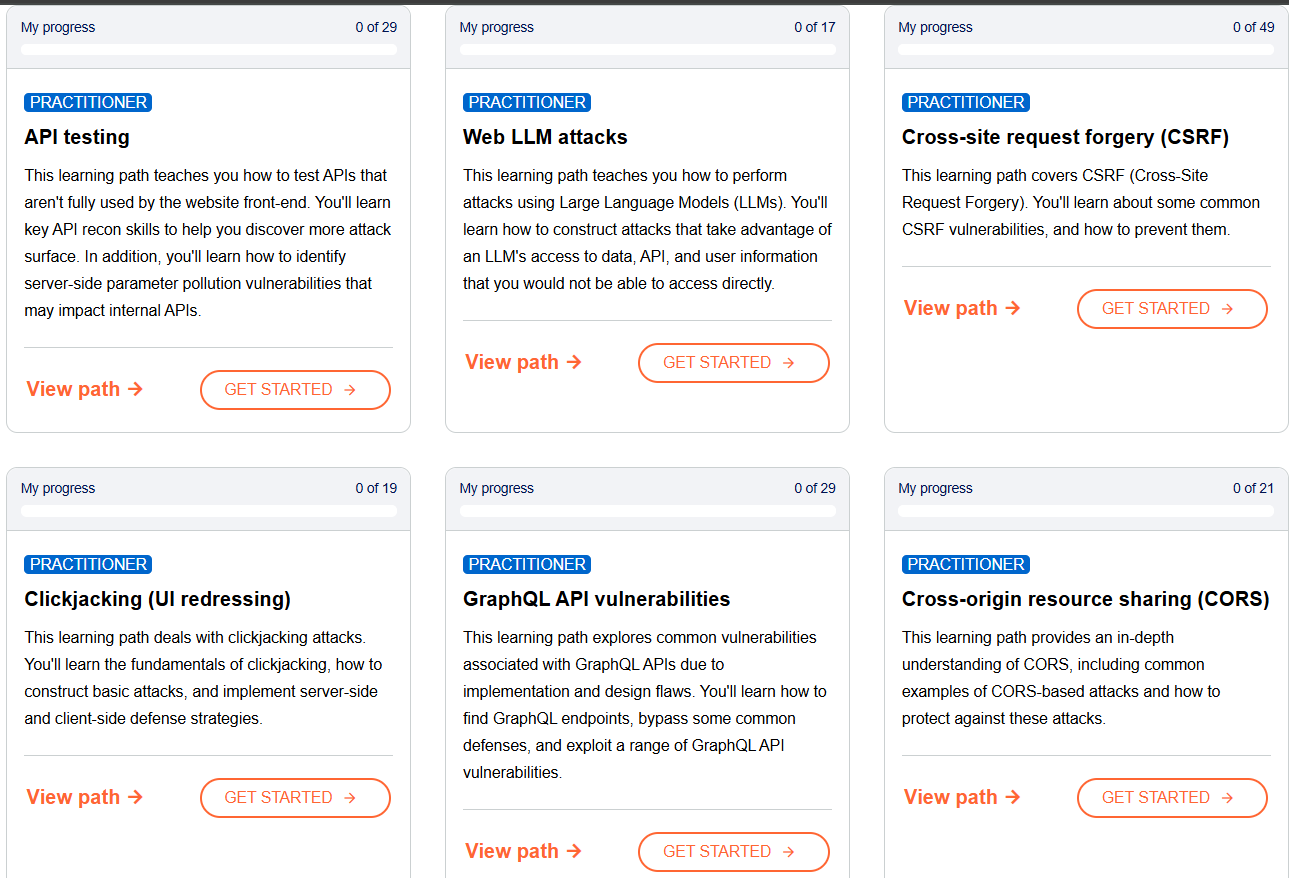 My progress 0 of 29
PRACTITIONER
API testing
This learning path teaches you how to test APIs that
aren't fully used by the website front-end. You'll learn
key API recon skills to help you discover more attack
surface. In addition, you'll learn how to identify
server-side parameter pollution vulnerabilities that
may impact internal APIs.
View path → GET STARTED →
My progress 0 of 17
PRACTITIONER
Web LLM attacks
This learning path teaches you how to perform
attacks using Large Language Models (LLMs). You'll
learn how to construct attacks that take advantage of
an LLM's access to data, API, and user information
that you would not be able to access directly.
View path → GET STARTED →
My progress 0 of 49
PRACTITIONER
Cross-site request forgery (CSRF)
This learning path covers CSRF (Cross-Site
Request Forgery). You'll learn about some common
CSRF vulnerabilities, and how to prevent them.
View path → GET STARTED →
My progress 0 of 19
PRACTITIONER
Clickjacking (UI redressing)
This learning path deals with clickjacking attacks.
You'll learn the fundamentals of clickjacking, how to
construct basic attacks, and implement server-side
and client-side defense strategies.
View path → GET STARTED →
My progress 0 of 29
PRACTITIONER
GraphQL API vulnerabilities
This learning path explores common vulnerabilities
associated with GraphQL APIs due to
implementation and design flaws. You'll learn how to
find GraphQL endpoints, bypass some common
defenses, and exploit a range of GraphQL API
vulnerabilities.
View path → GET STARTED →
My progress 0 of 21
PRACTITIONER
Cross-origin resource sharing (CORS)
This learning path provides an in-depth
understanding of CORS, including common
examples of CORS-based attacks and how to
protect against these attacks.
View path → GET STARTED →